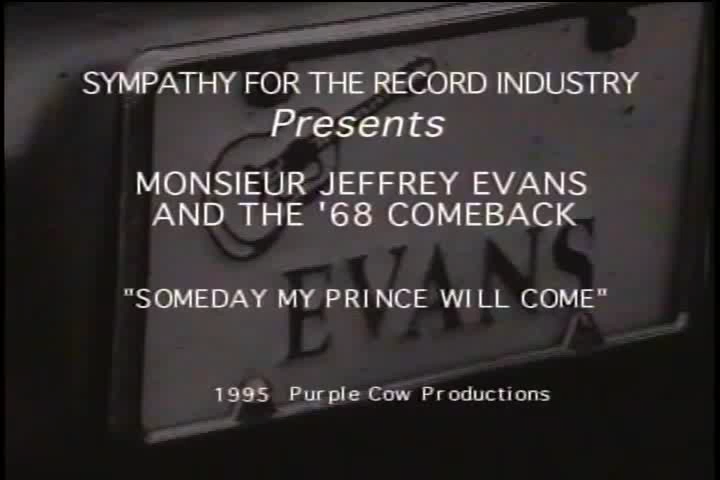 SYMPATHY FOR THE RECORD INDUSTRY
Presents
MONSIEUR JEFFREY EVANS
AND THE '68 COMEBACK
EVANS
"SOMEDAY MY PRINCE WILL COME"
1995 Purple Cow Productions